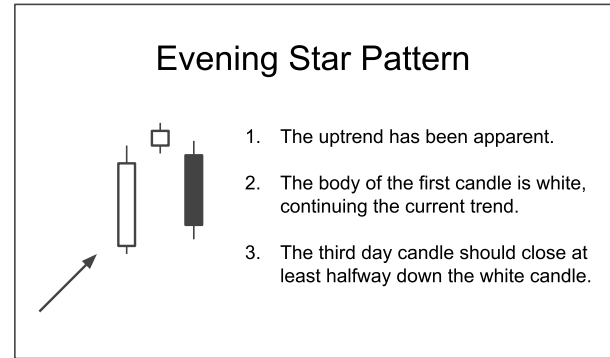 Evening Star Pattern
1. The uptrend has been apparent.
2. The body of the first candle is white,
continuing the current trend.
3. The third day candle should close at
least halfway down the white candle.